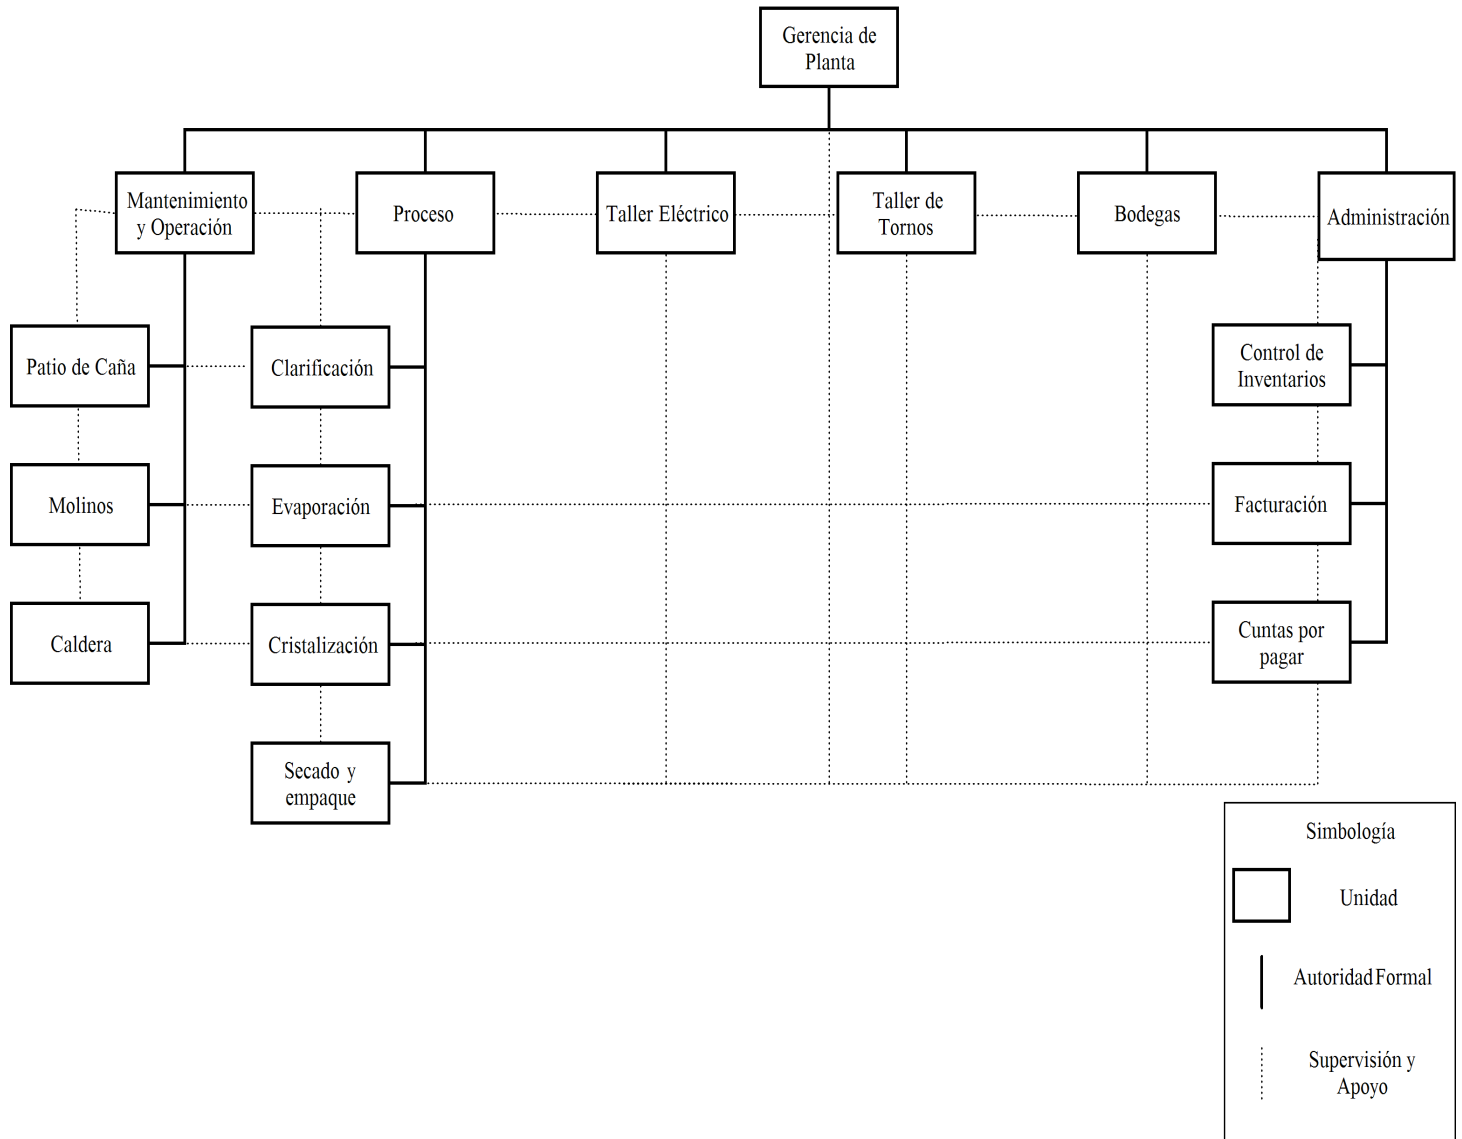 Gerencia de
Planta
Mantenimiento
y Operación
Proceso
Taller Eléctrico
Taller de
Tornos
Bodegas
Administración
Patio de Caña
Clarificación
Control de
Inventarios
Molinos
Evaporación
Facturación
Caldera
Cristalización
Cuntas por
pagar
Secado y
empaque
Simbología
Unidad
Autoridad Formal
Supervisión y
Apoyo